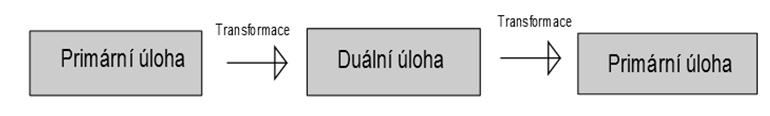 Primární úloha
Transformace
Duální úloha
Transformace
Primární úloha